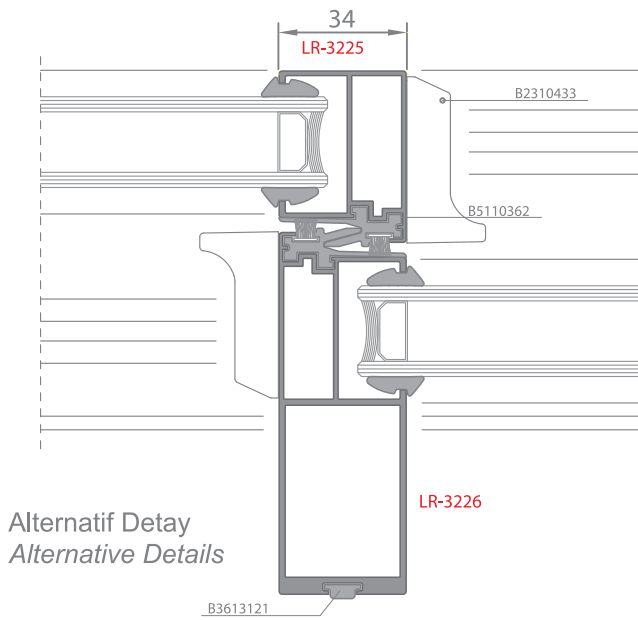 34
LR-3225
B2310433
B5110362
LR-3226
Alternatif Detay
Alternative Details
B3613121